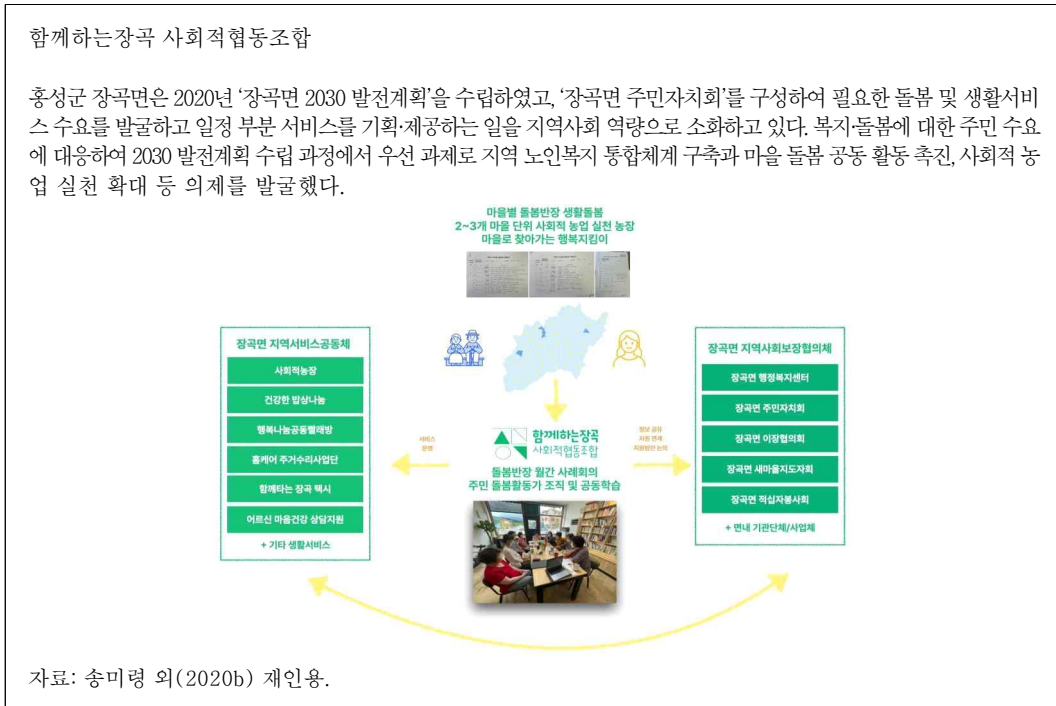 함께하는장곡 사회적협동조합
홍성군 장곡면은 2020년 ‘장곡면 2030 발전계획’을 수립하였고, ‘장곡면 주민자치회’를 구성하여 필요한 돌봄 및 생활서비
스 수요를 발굴하고 일정 부분 서비스를 기획·제공하는 일을 지역사회 역량으로 소화하고 있다. 복지·돌봄에 대한 주민 수요
에 대응하여 2030 발전계획 수립 과정에서 우선 과제로 지역 노인복지 통합체계 구축과 마을 돌봄 공동 활동 촉진, 사회적 농
업 실천 확대 등 의제를 발굴했다.
마을별 돌봄반장 생활돌봄
2~3개 마을 단위 사회적 농업 실천 농장
마을로 찾아가는 행복지킴이
장곡면 지역서비스공동체
사회적농장
건강한 밥상나눔
행복나눔공동빨래방
홈케어 주거수리사업단
함께타는 장곡 택시
어르신 마음건강 상담지원
+ 기타 생활서비스
서비스
운영
함께하는장곡
사회적협동조합
돌봄반장 월간 사례회의
주민 돌봄활동가 조직 및 공동학습
정보 공유
자원 연계
지원방안 논의
장곡면 지역사회보장협의체
장곡면 행정복지센터
장곡면 주민자치회
장곡면 이장협의회
장곡면 새마을지도자회
장곡면 적십자봉사회
+ 면내 기관단체/사업체
자료: 송미령 외(2020b) 재인용.